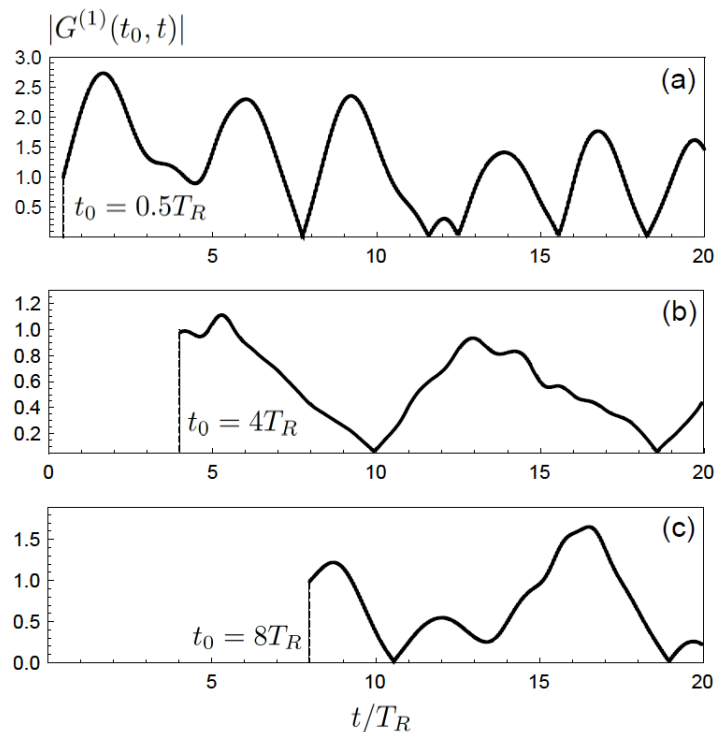 |G^{(1)}(t_0, t)|
3.0
(a)
2.5
2.0
1.5
1.0
0.5
t_0 = 0.5T_R
5 10 15 20
1.2
(b)
1.0
0.8
0.6
0.4
t_0 = 4T_R
0.2
0 5 10 15 20
(c)
1.5
1.0
0.5
t_0 = 8T_R
0.0
5 10 15 20
t/T_R